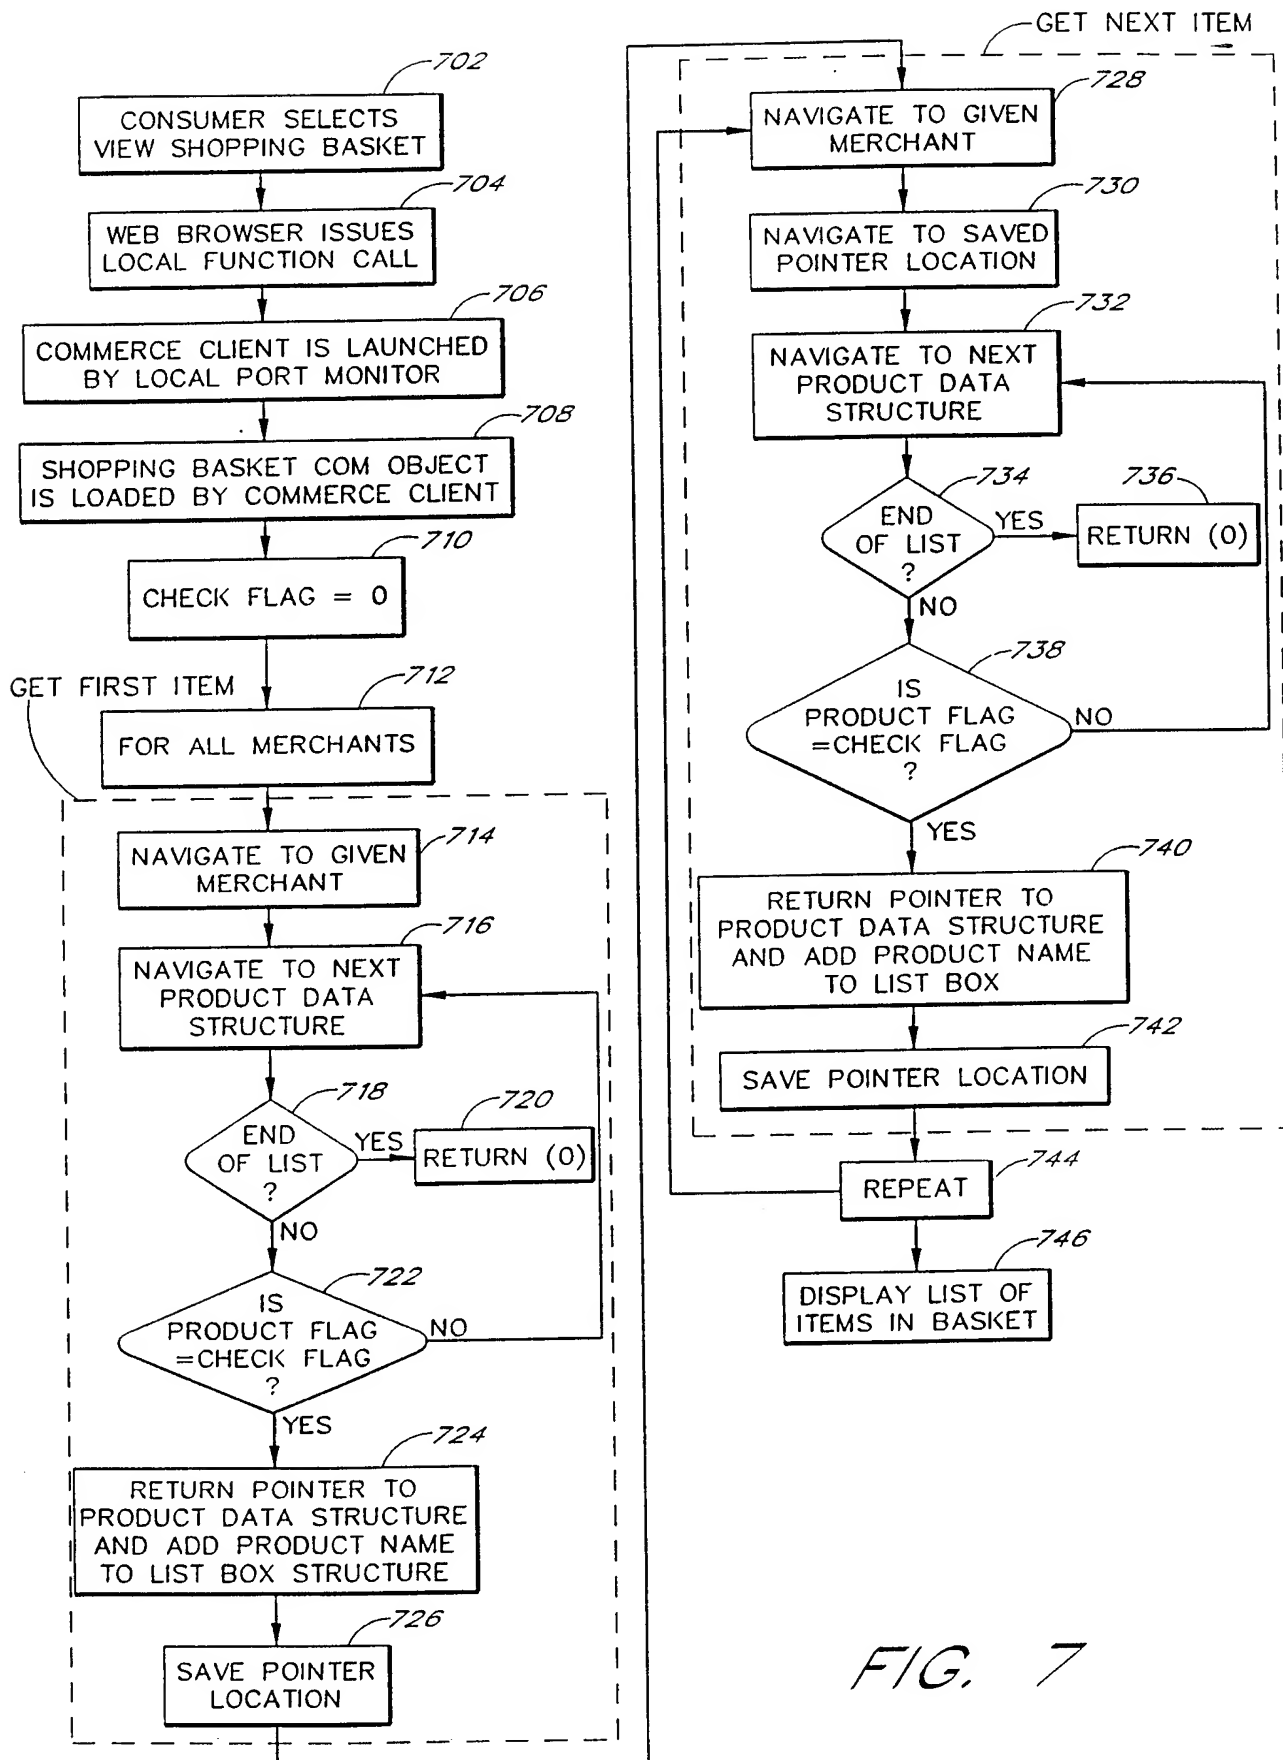 702
CONSUMER SELECTS
VIEW SHOPPING BASKET
704
WEB BROWSER ISSUES
LOCAL FUNCTION CALL
706
COMMERCE CLIENT IS LAUNCHED
BY LOCAL PORT MONITOR
708
SHOPPING BASKET COM OBJECT
IS LOADED BY COMMERCE CLIENT
710
CHECK FLAG = 0
GET FIRST ITEM
712
FOR ALL MERCHANTS
714
NAVIGATE TO GIVEN
MERCHANT
716
NAVIGATE TO NEXT
PRODUCT DATA
STRUCTURE
718
END
OF LIST
?
YES
720
RETURN (0)
NO
722
IS
PRODUCT FLAG
=CHECK FLAG
?
NO
YES
724
RETURN POINTER TO
PRODUCT DATA STRUCTURE
AND ADD PRODUCT NAME
TO LIST BOX STRUCTURE
726
SAVE POINTER
LOCATION
GET NEXT ITEM
728
NAVIGATE TO GIVEN
MERCHANT
730
NAVIGATE TO SAVED
POINTER LOCATION
732
NAVIGATE TO NEXT
PRODUCT DATA
STRUCTURE
734
END
OF LIST
?
YES
736
RETURN (0)
NO
738
IS
PRODUCT FLAG
=CHECK FLAG
?
NO
YES
740
RETURN POINTER TO
PRODUCT DATA STRUCTURE
AND ADD PRODUCT NAME
TO LIST BOX
742
SAVE POINTER LOCATION
744
REPEAT
746
DISPLAY LIST OF
ITEMS IN BASKET
FIG. 7